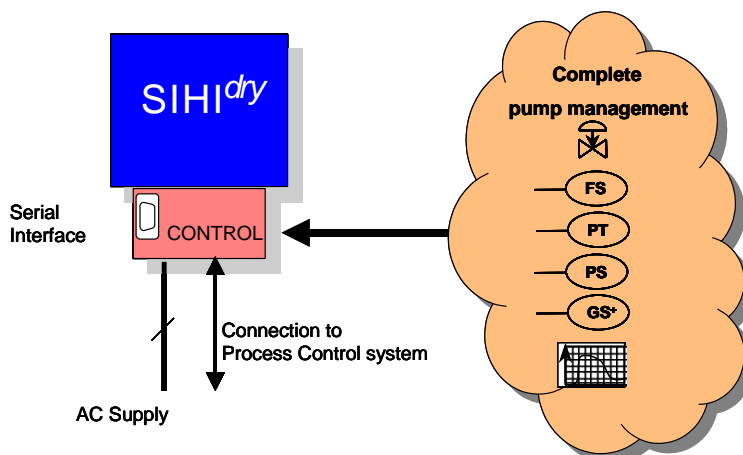 SIHIdry
Serial
Interface
CONTROL
Connection to
Process Control system
AC Supply
Complete
pump management
FS
PT
PS
GS+